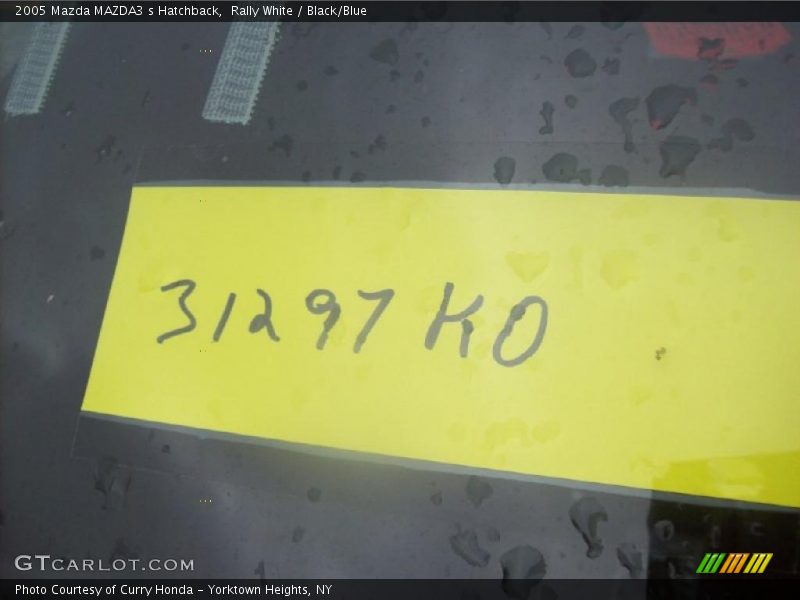 2005 Mazda MAZDA3 s Hatchback,  Rally White / Black/Blue
31297 KO
GTCARLOT.COM
Photo Courtesy of Curry Honda - Yorktown Heights, NY